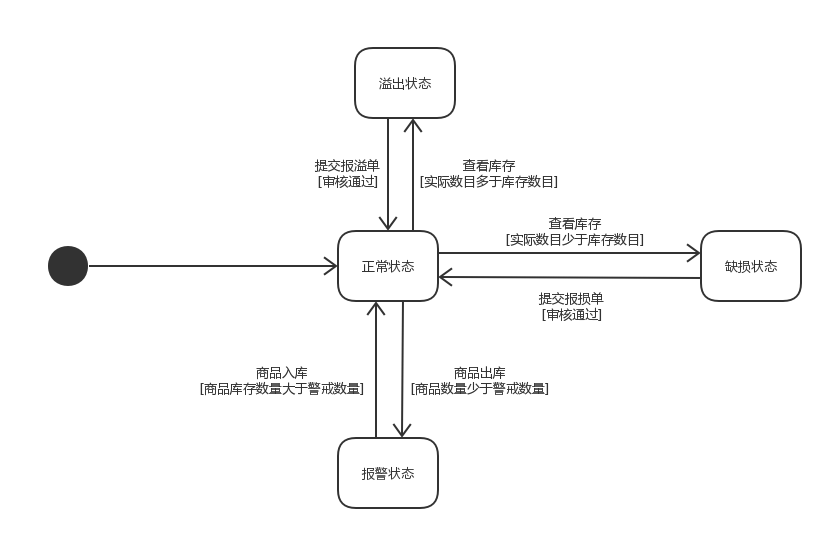 溢出状态
提交报溢单
[审核通过]
查看库存
[实际数目多于库存数目]
查看库存
[实际数目少于库存数目]
正常状态
缺损状态
提交报损单
[审核通过]
商品入库
[商品库存数量大于警戒数量]
商品出库
[商品数量少于警戒数量]
报警状态